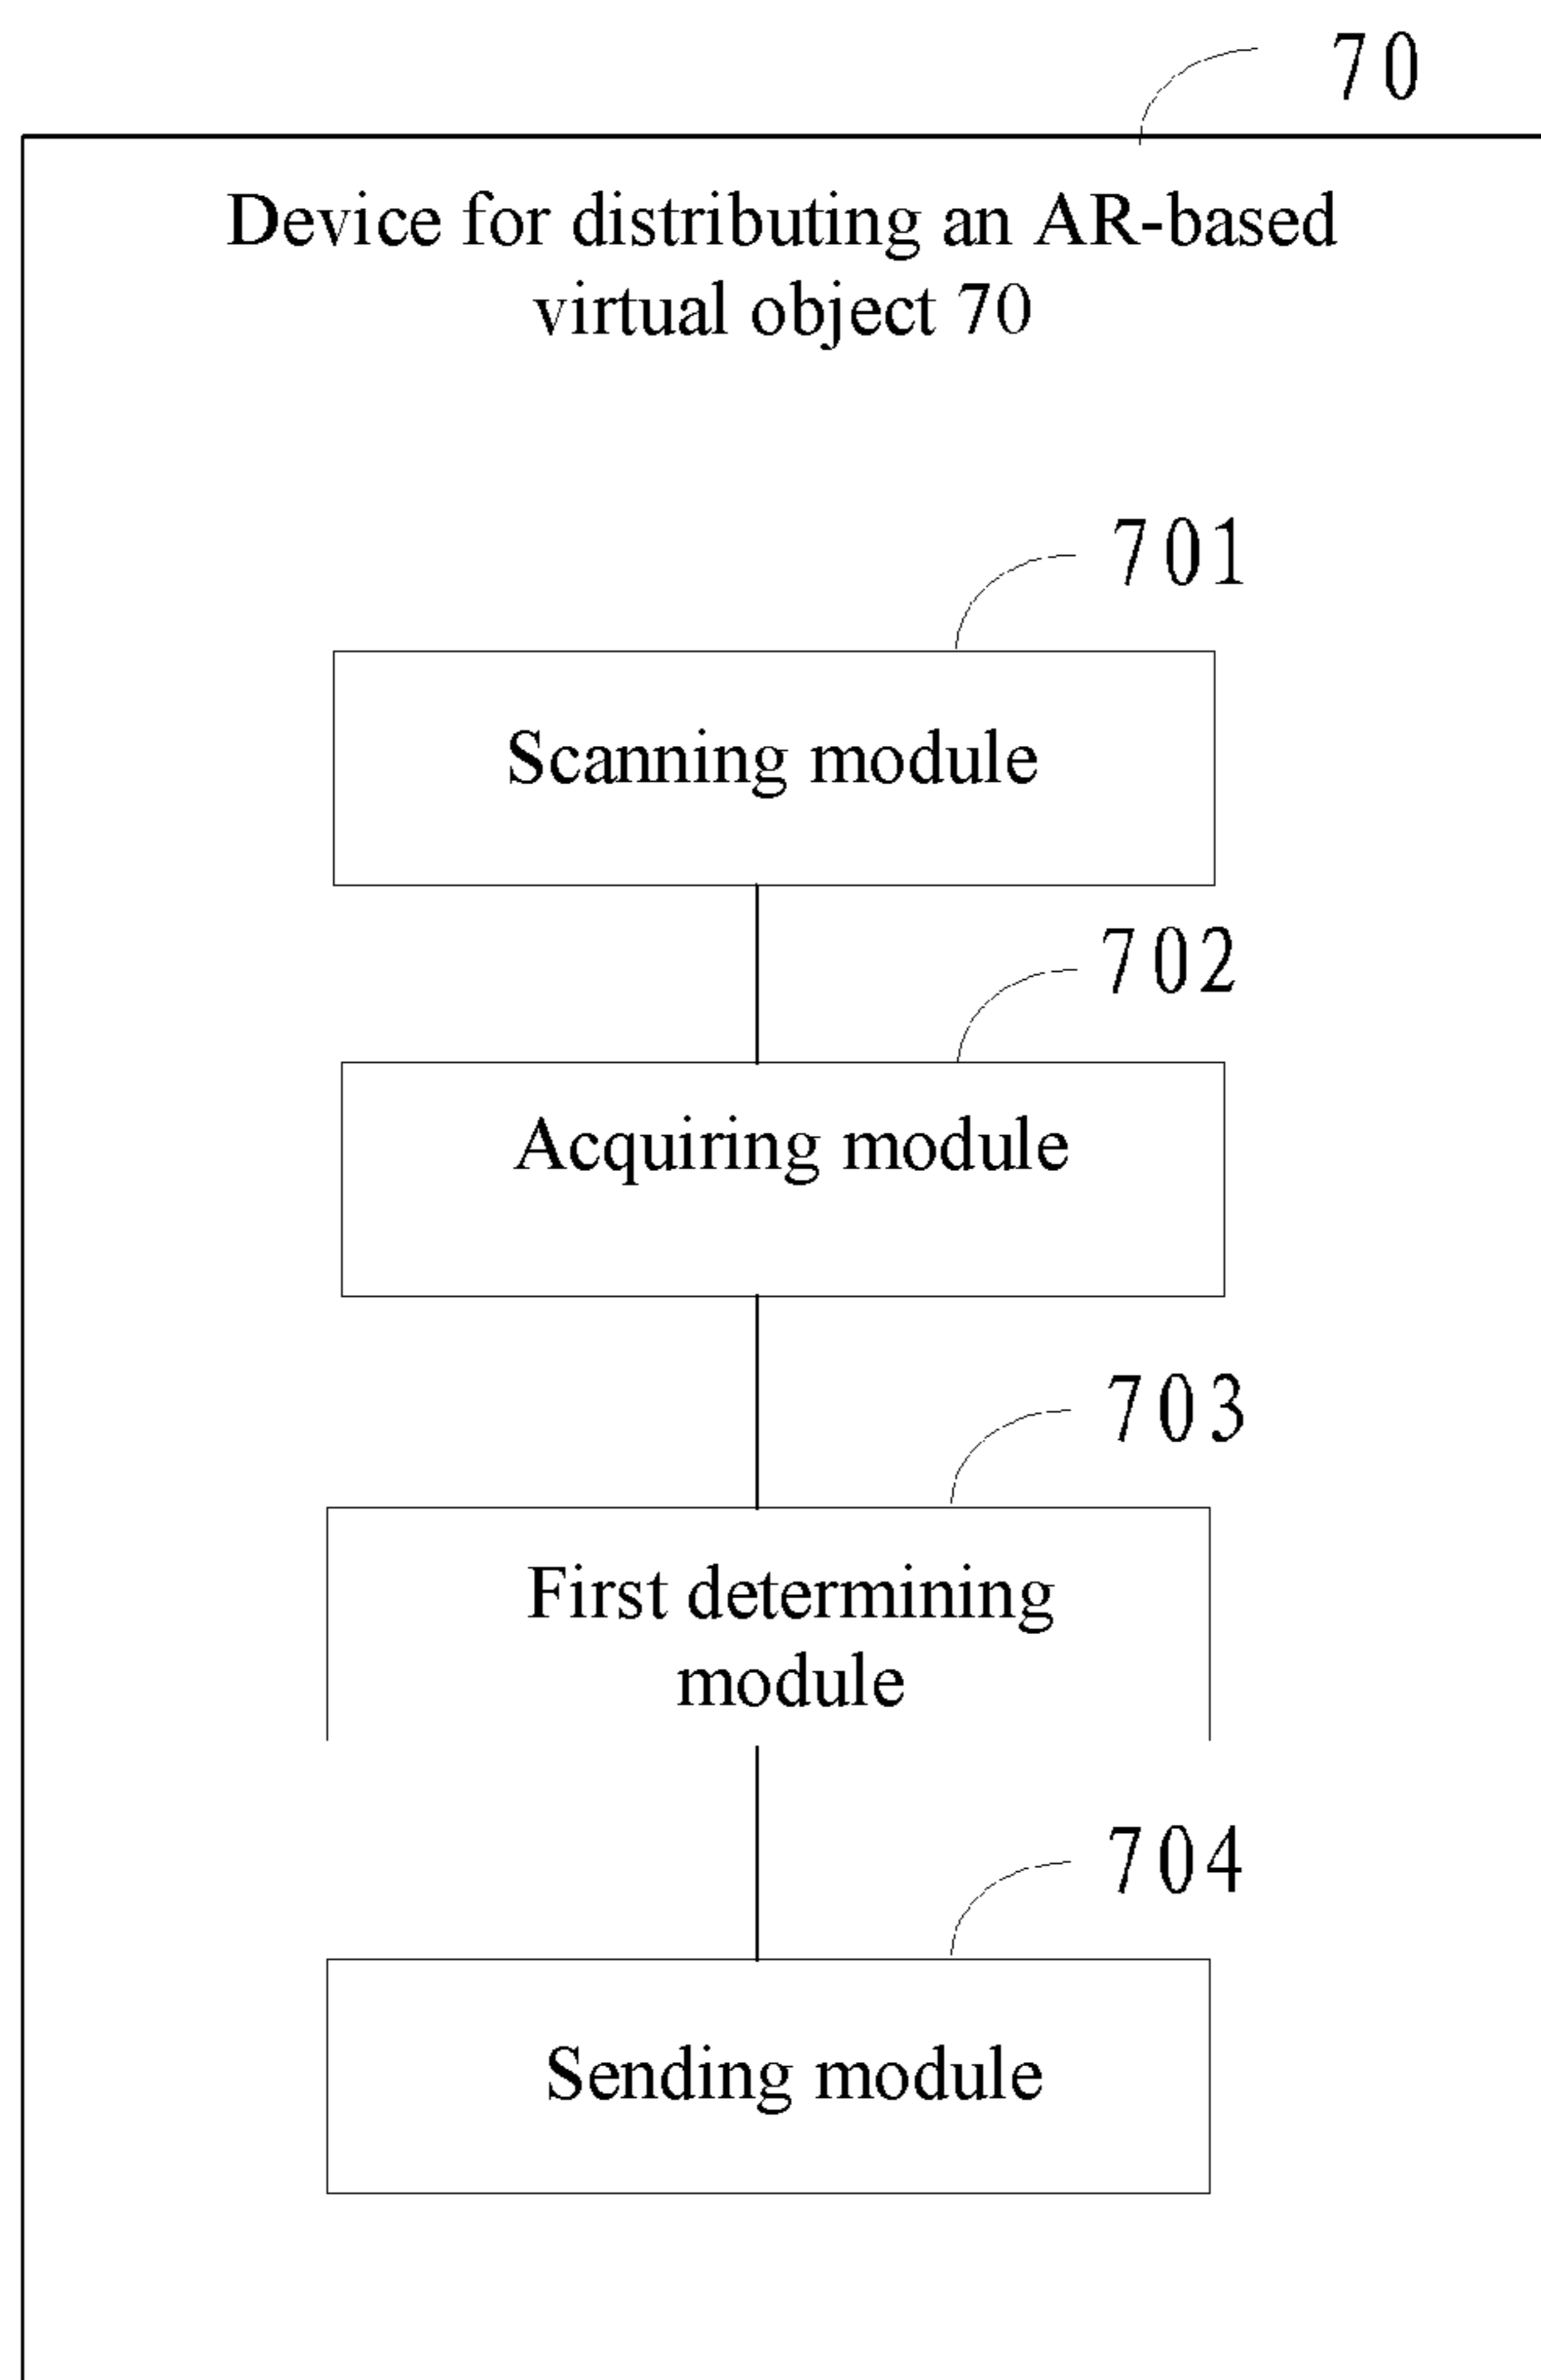 70
Device for distributing an AR-based
virtual object 70
701
Scanning module
702
Acquiring module
703
First determining
module
704
Sending module